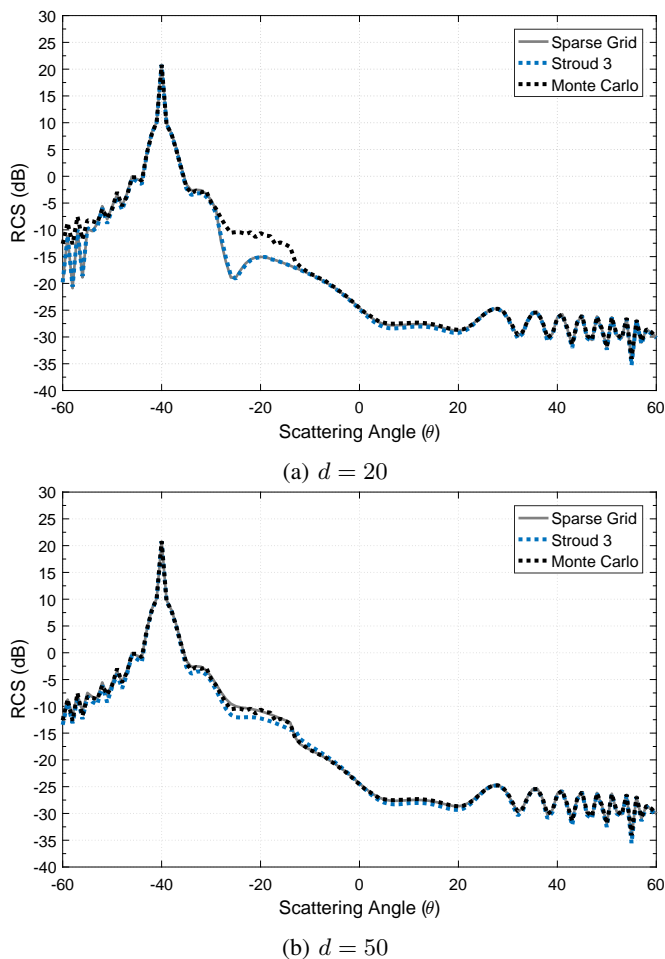 30
25
20
15
10
5
0
-5
-10
-15
-20
-25
-30
-35
-40
RCS (dB)
Sparse Grid
Stroud 3
Monte Carlo
-60 -40 -20 0 20 40 60
Scattering Angle (θ)
(a) d = 20
30
25
20
15
10
5
0
-5
-10
-15
-20
-25
-30
-35
-40
RCS (dB)
Sparse Grid
Stroud 3
Monte Carlo
-60 -40 -20 0 20 40 60
Scattering Angle (θ)
(b) d = 50